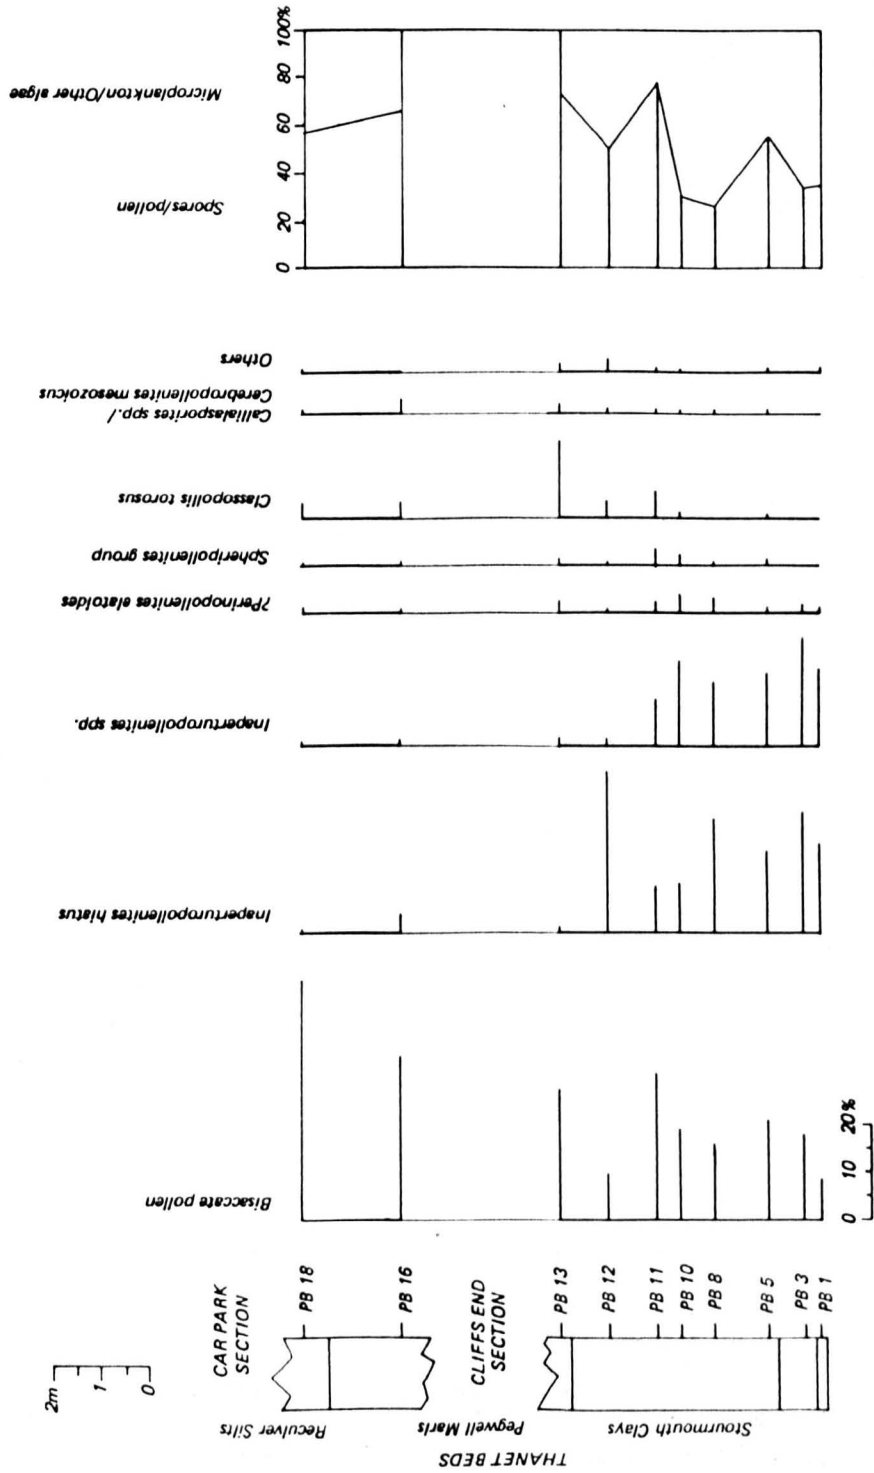 THANET BEDS
Reculver Silts
Pegwell Marls
Stourmouth Clays
2m
1
0
CAR PARK
SECTION
CLIFFS END
SECTION
PB 18
PB 16
PB 13
PB 12
PB 11
PB 10
PB 8
PB 5
PB 3
PB 1
Bisaccate pollen
0 10 20%
Inaperturopollenites hiatus
Inaperturopollenites spp.
?Perinopollenites elatoides
Spheripollenites group
Classopollis torosus
Callialasporites spp. /
Cerebropollenites mesozoicus
Others
Spores/pollen
Microplankton/Other algae
0 20 40 60 80 100%